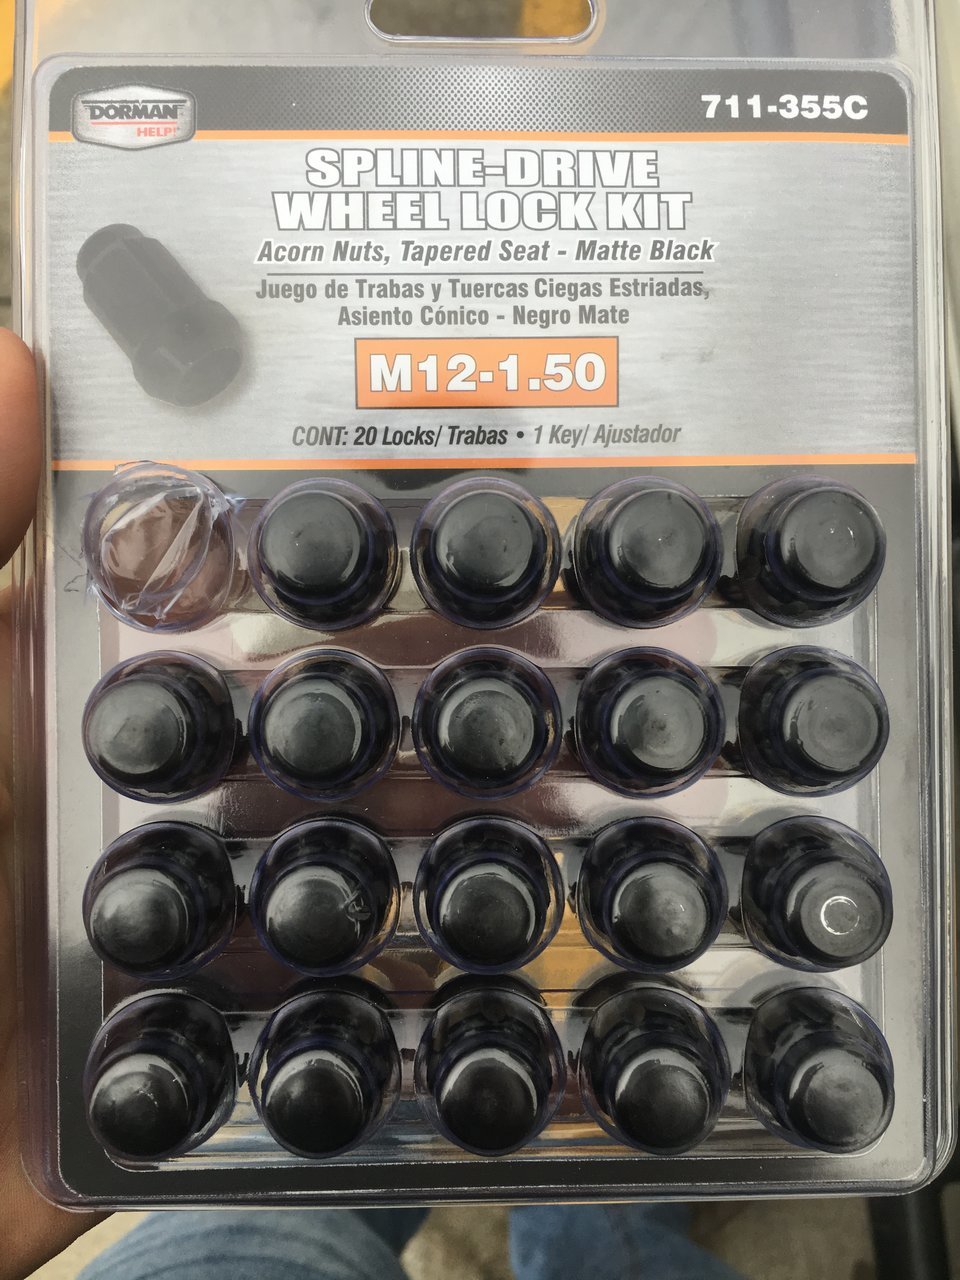 DORMAN
HELP!
711-355C
SPLINE-DRIVE
WHEEL LOCK KIT
Acorn Nuts, Tapered Seat - Matte Black
Juego de Trabas y Tuercas Ciegas Estriadas,
Asiento Cónico - Negro Mate
M12-1.50
CONT: 20 Locks/ Trabas • 1 Key/ Ajustador